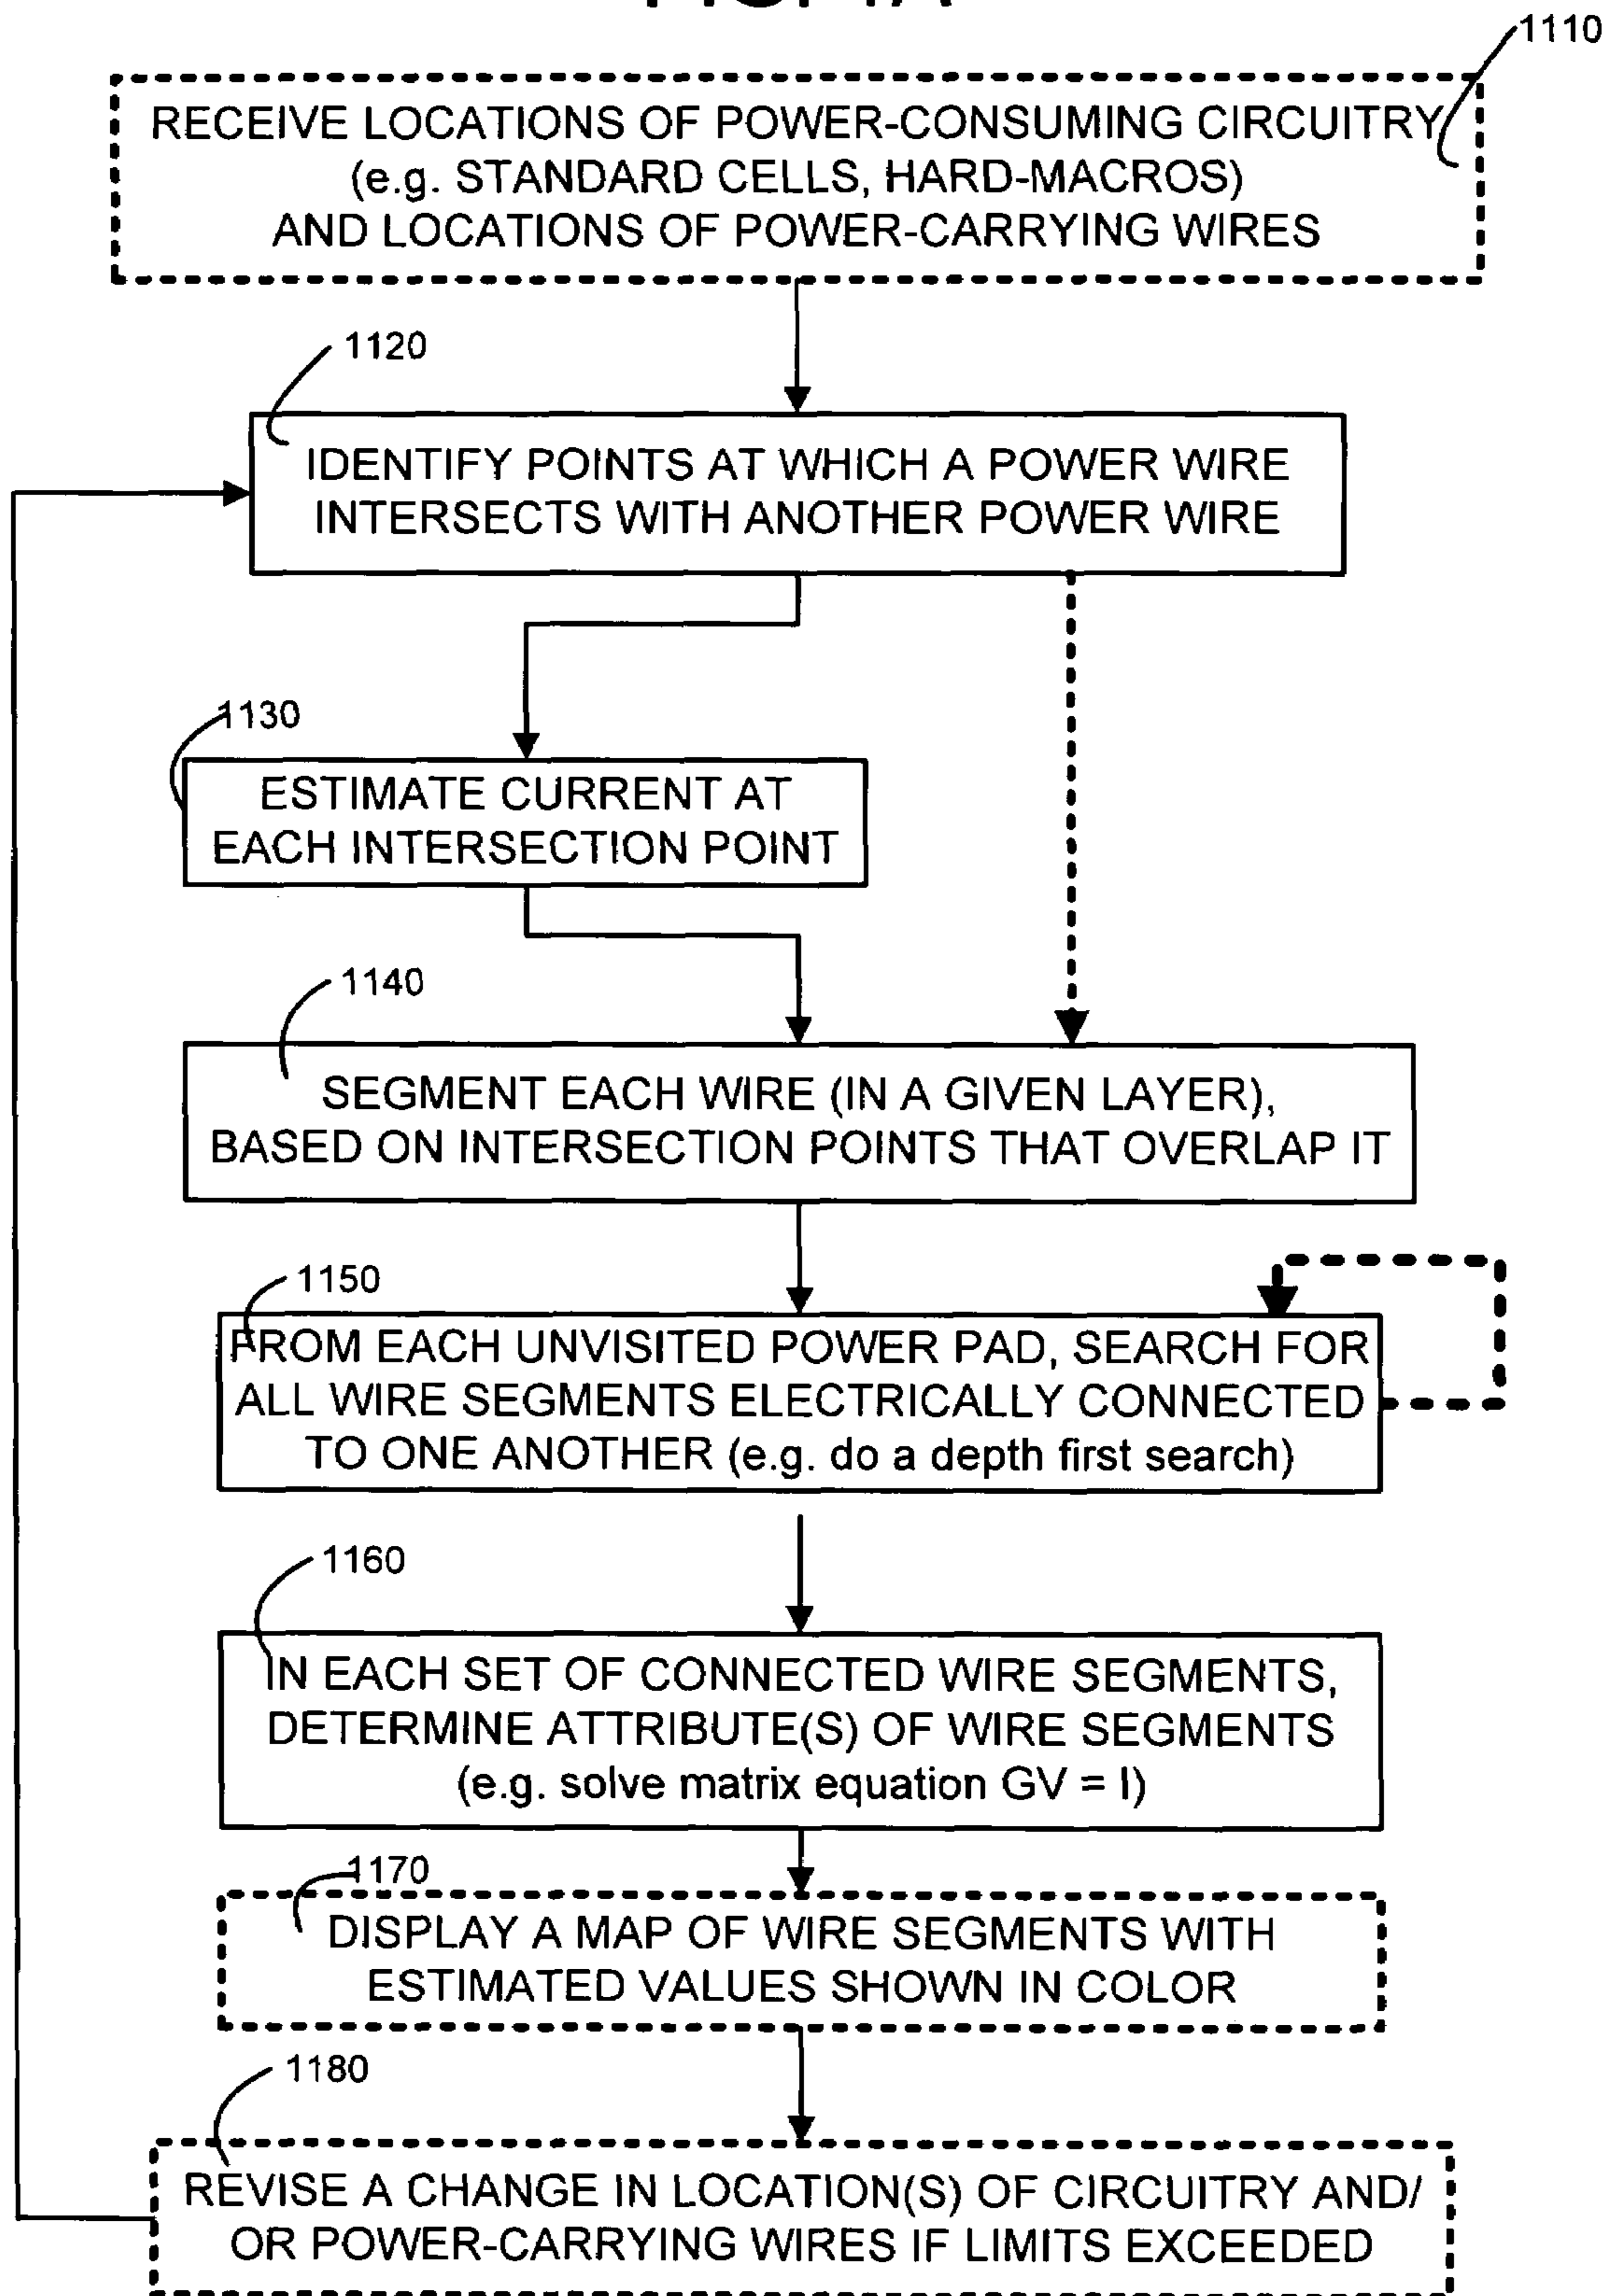 1110
RECEIVE LOCATIONS OF POWER-CONSUMING CIRCUITRY
(e.g. STANDARD CELLS, HARD-MACROS)
AND LOCATIONS OF POWER-CARRYING WIRES
1120
IDENTIFY POINTS AT WHICH A POWER WIRE
INTERSECTS WITH ANOTHER POWER WIRE
1130
ESTIMATE CURRENT AT
EACH INTERSECTION POINT
1140
SEGMENT EACH WIRE (IN A GIVEN LAYER),
BASED ON INTERSECTION POINTS THAT OVERLAP IT
1150
FROM EACH UNVISITED POWER PAD, SEARCH FOR
ALL WIRE SEGMENTS ELECTRICALLY CONNECTED
TO ONE ANOTHER (e.g. do a depth first search)
1160
IN EACH SET OF CONNECTED WIRE SEGMENTS,
DETERMINE ATTRIBUTE(S) OF WIRE SEGMENTS
(e.g. solve matrix equation GV = I)
1170
DISPLAY A MAP OF WIRE SEGMENTS WITH
ESTIMATED VALUES SHOWN IN COLOR
1180
REVISE A CHANGE IN LOCATION(S) OF CIRCUITRY AND/
OR POWER-CARRYING WIRES IF LIMITS EXCEEDED